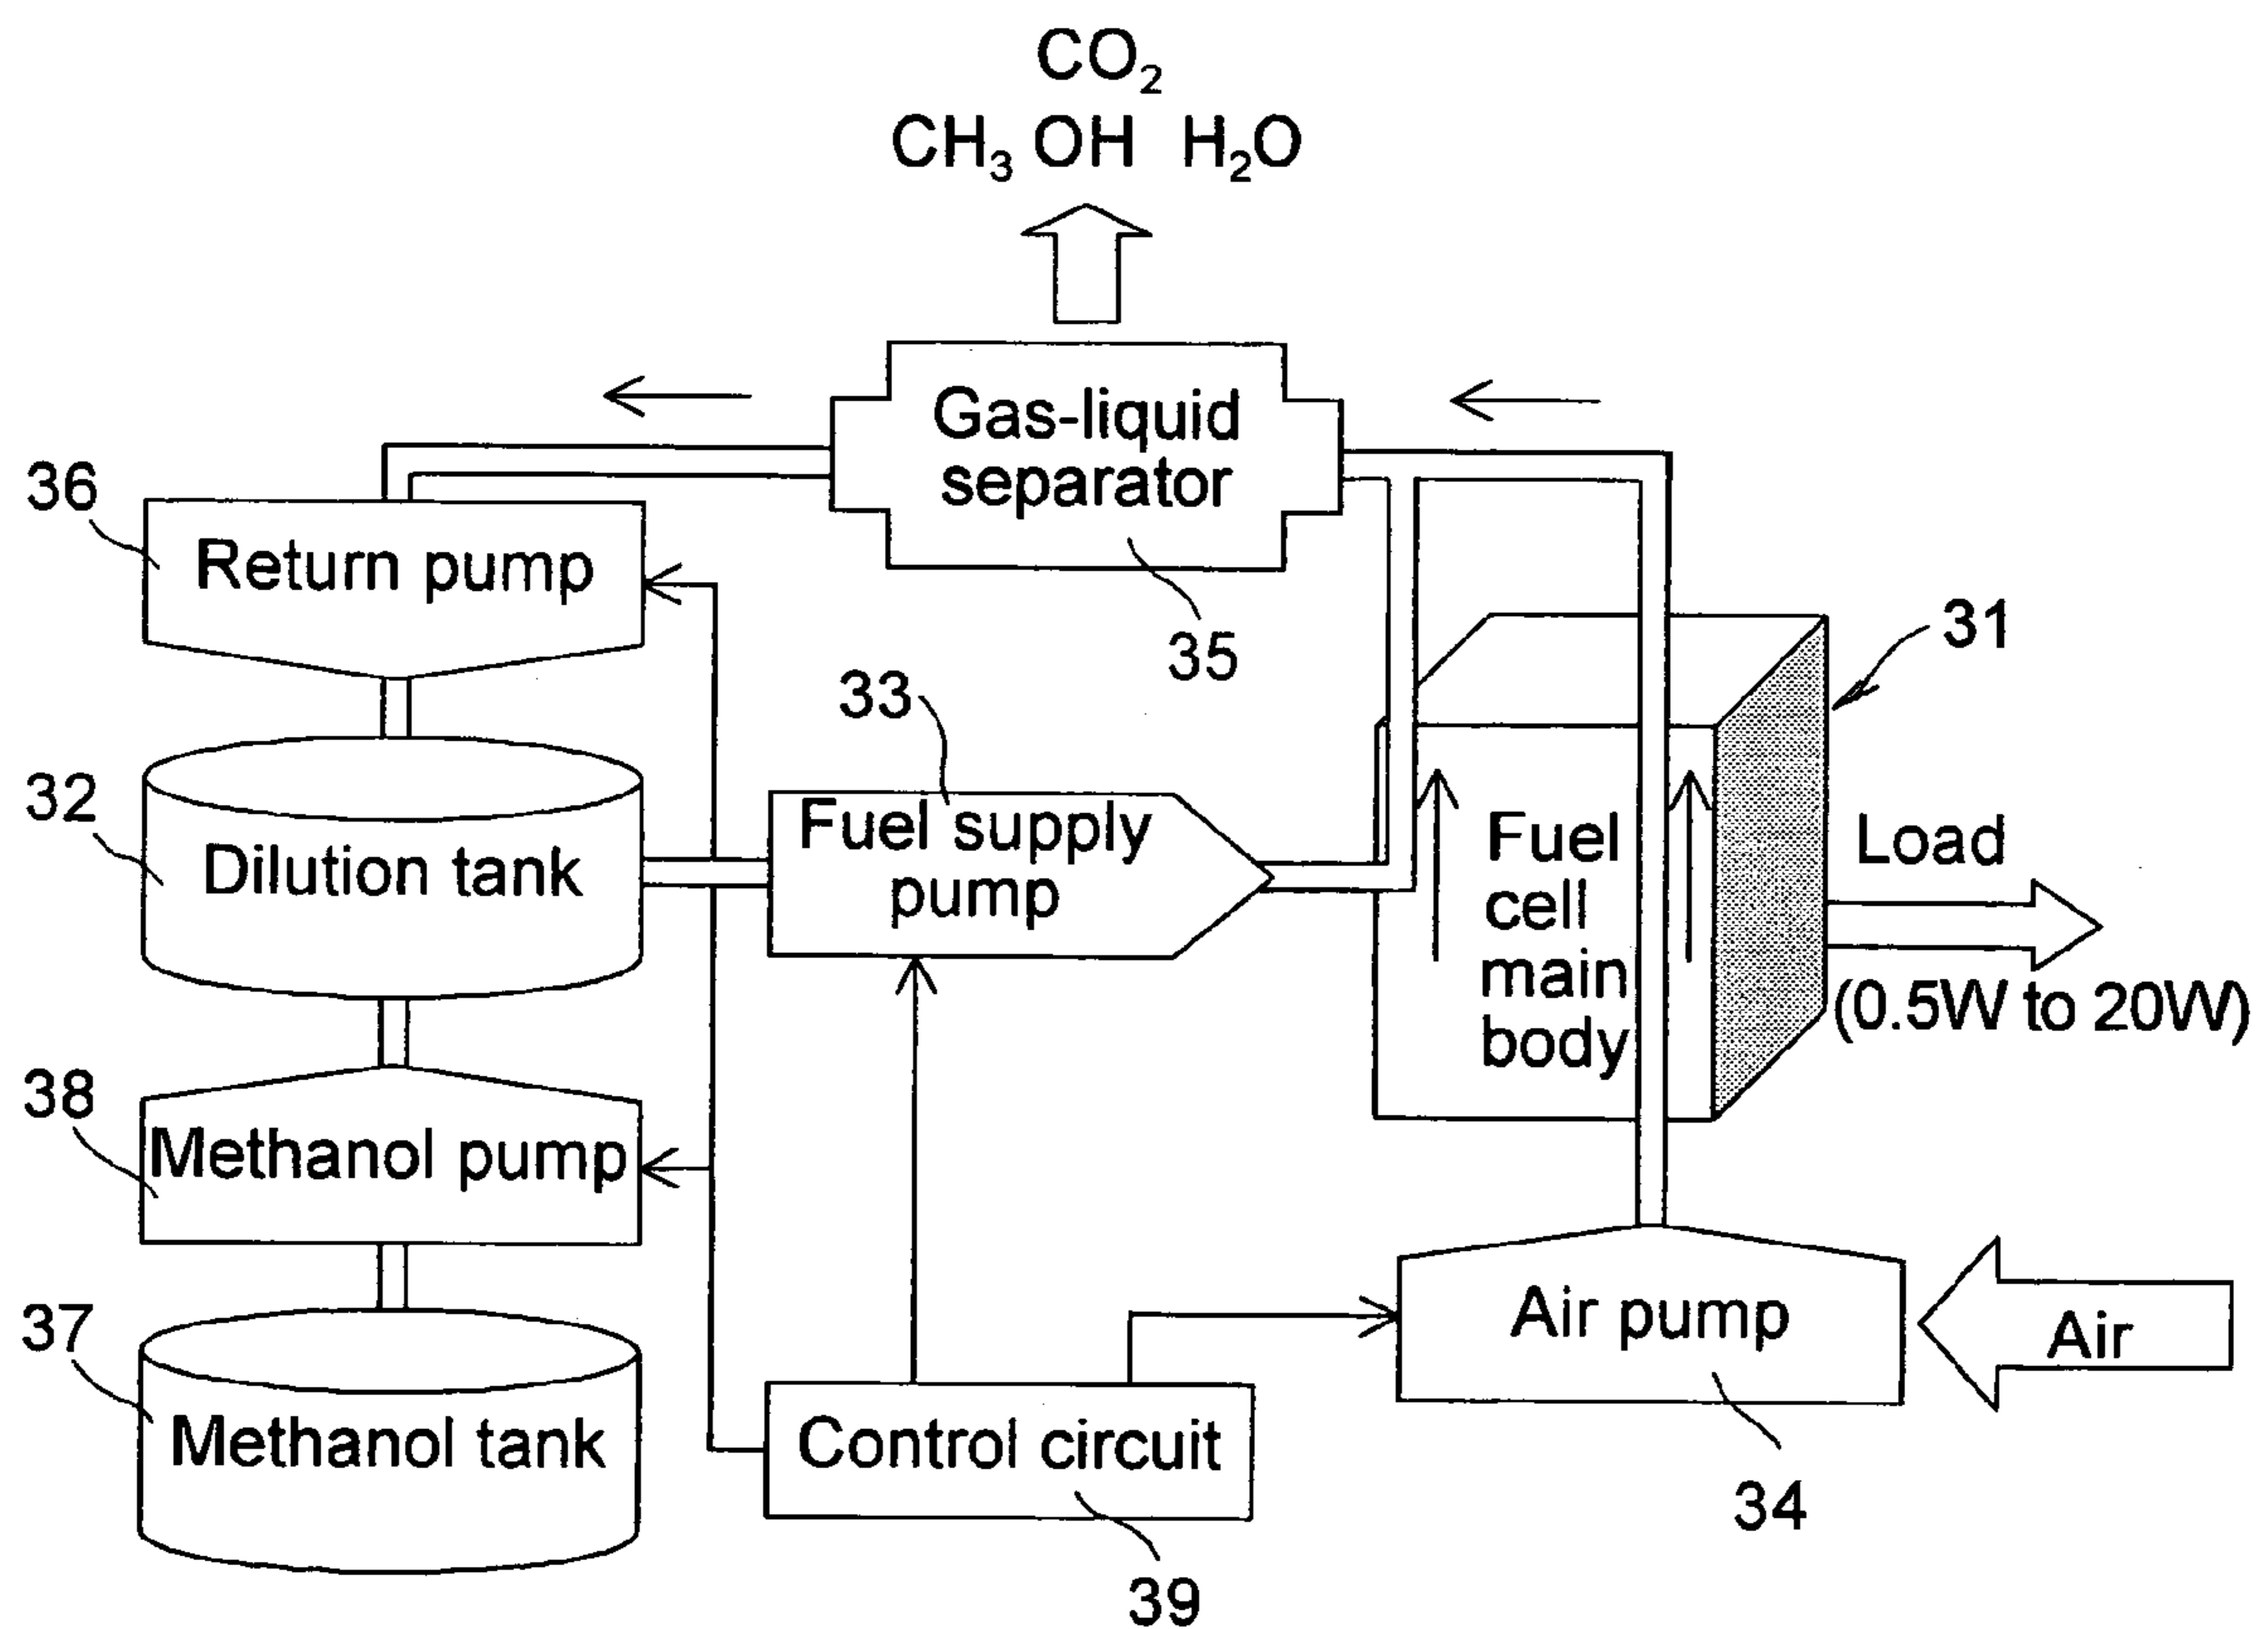 CO2
CH3 OH H2O
Gas-liquid
separator
36
Return pump
35
31
33
32
Fuel supply
pump
Dilution tank
Fuel
cell
main
body
Load
(0.5W to 20W)
38
Methanol pump
37
Air pump
Air
Methanol tank
Control circuit
34
39